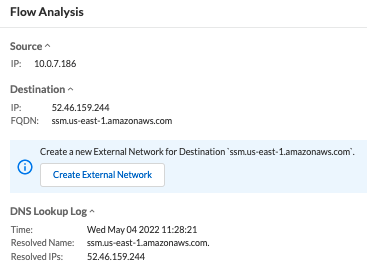 Flow Analysis
Source
IP: 10.0.7.186
Destination
IP: 52.46.159.244
FQDN: ssm.us-east-1.amazonaws.com
Create a new External Network for Destination `ssm.us-east-1.amazonaws.com`.
Create External Network
DNS Lookup Log
Time: Wed May 04 2022 11:28:21
Resolved Name: ssm.us-east-1.amazonaws.com.
Resolved IPs: 52.46.159.244